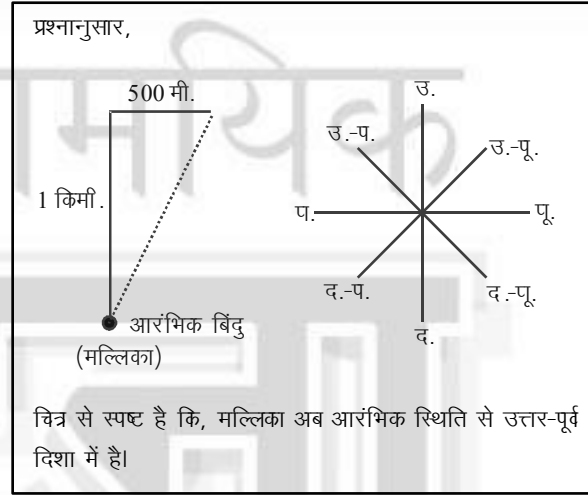 प्रश्नानुसार,
500 मी.
1 किमी.
आरंभिक बिंदु
(मल्लिका)
उ.
उ.-प.
उ.-पू.
प.
पू.
द.-प.
द.-पू.
द.
चित्र से स्पष्ट है कि, मल्लिका अब आरंभिक स्थिति से उत्तर-पूर्व
दिशा में है।